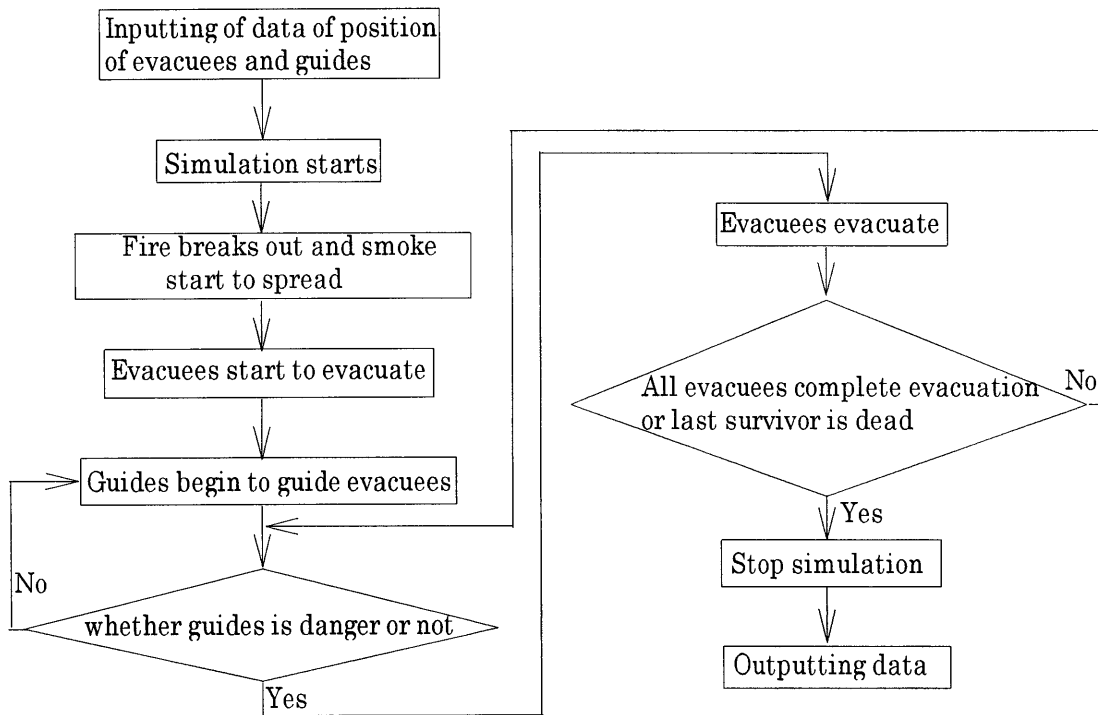 Inputting of data of position
of evacuees and guides
Simulation starts
Fire breaks out and smoke
start to spread
Evacuees start to evacuate
Guides begin to guide evacuees
No
whether guides is danger or not
Yes
Evacuees evacuate
All evacuees complete evacuation
or last survivor is dead
No
Yes
Stop simulation
Outputting data